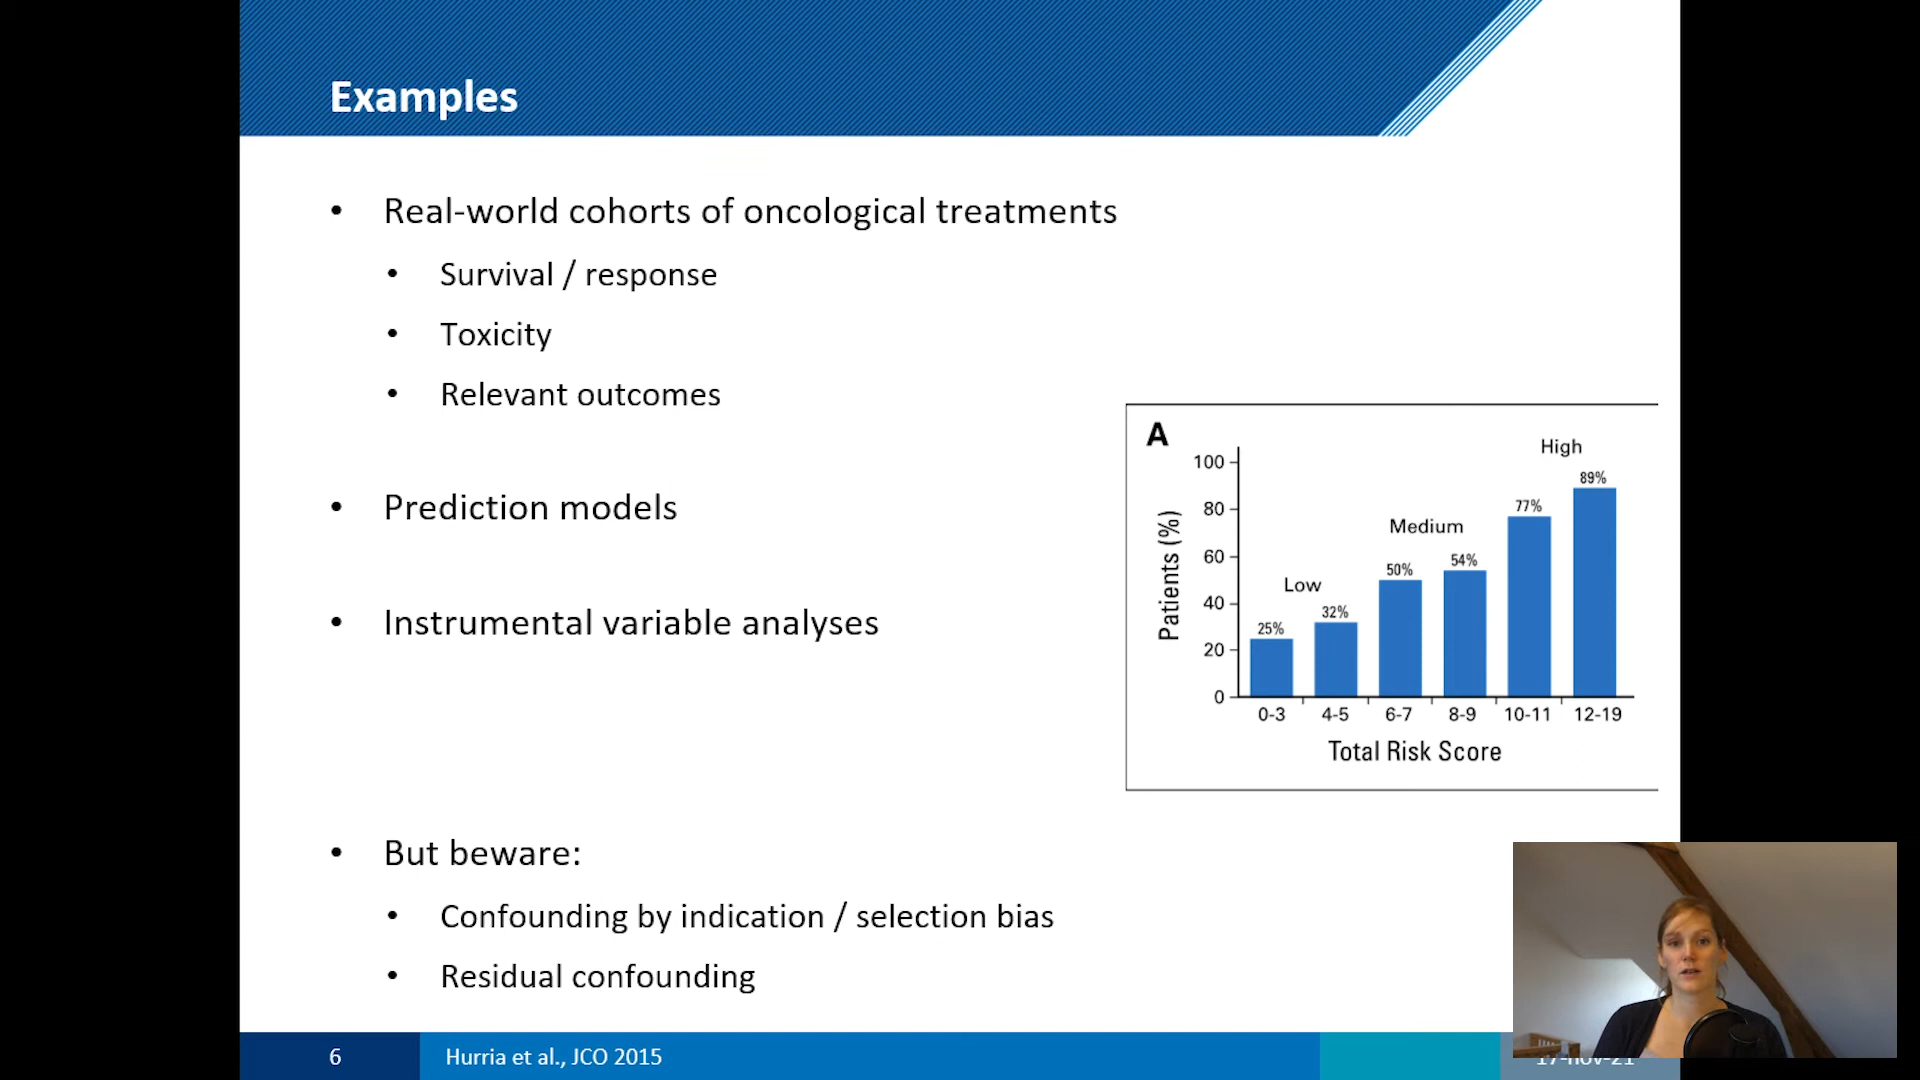 Examples
• Real-world cohorts of oncological treatments
• Survival / response
• Toxicity
• Relevant outcomes
• Prediction models
• Instrumental variable analyses
A
Patients (%)
100
80
60
40
20
0
Low
Medium
High
25%
32%
50%
54%
77%
89%
0-3
4-5
6-7
8-9
10-11
12-19
Total Risk Score
• But beware:
• Confounding by indication / selection bias
• Residual confounding
6
Hurria et al., JCO 2015
17-nov-21